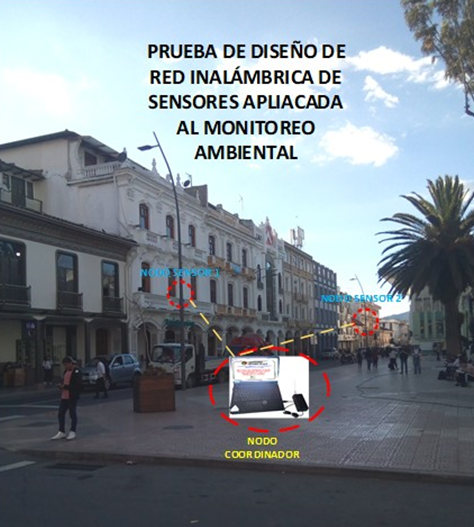 PRUEBA DE DISEÑO DE
RED INALÁMBRICA DE
SENSORES APLIACADA
AL MONITOREO
AMBIENTAL
NODO SENSOR 1
NODO SENSOR 2
NODO
COORDINADOR